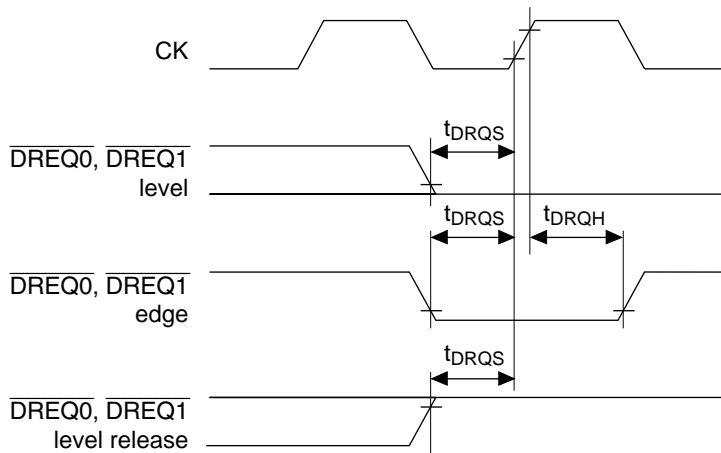 CK
tDRQS
DREQ0, DREQ1
level
tDRQS
tDRQH
DREQ0, DREQ1
edge
tDRQS
DREQ0, DREQ1
level release